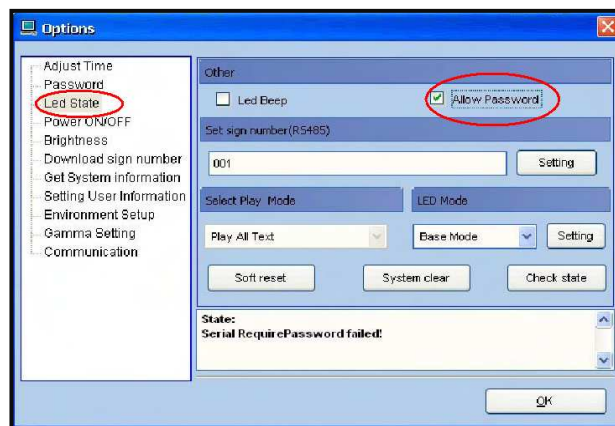 Options
Adjust Time
Password
Led State
Power ON/OFF
Brightness
Download sign number
Get System information
Setting User Information
Environment Setup
Gamma Setting
Communication
Other
Led Beep
Allow Password
Set sign number(RS485)
001
Setting
Select Play Mode
LED Mode
Play All Text
Base Mode
Setting
Soft reset
System clear
Check state
State:
Serial RequirePassword failed!
OK